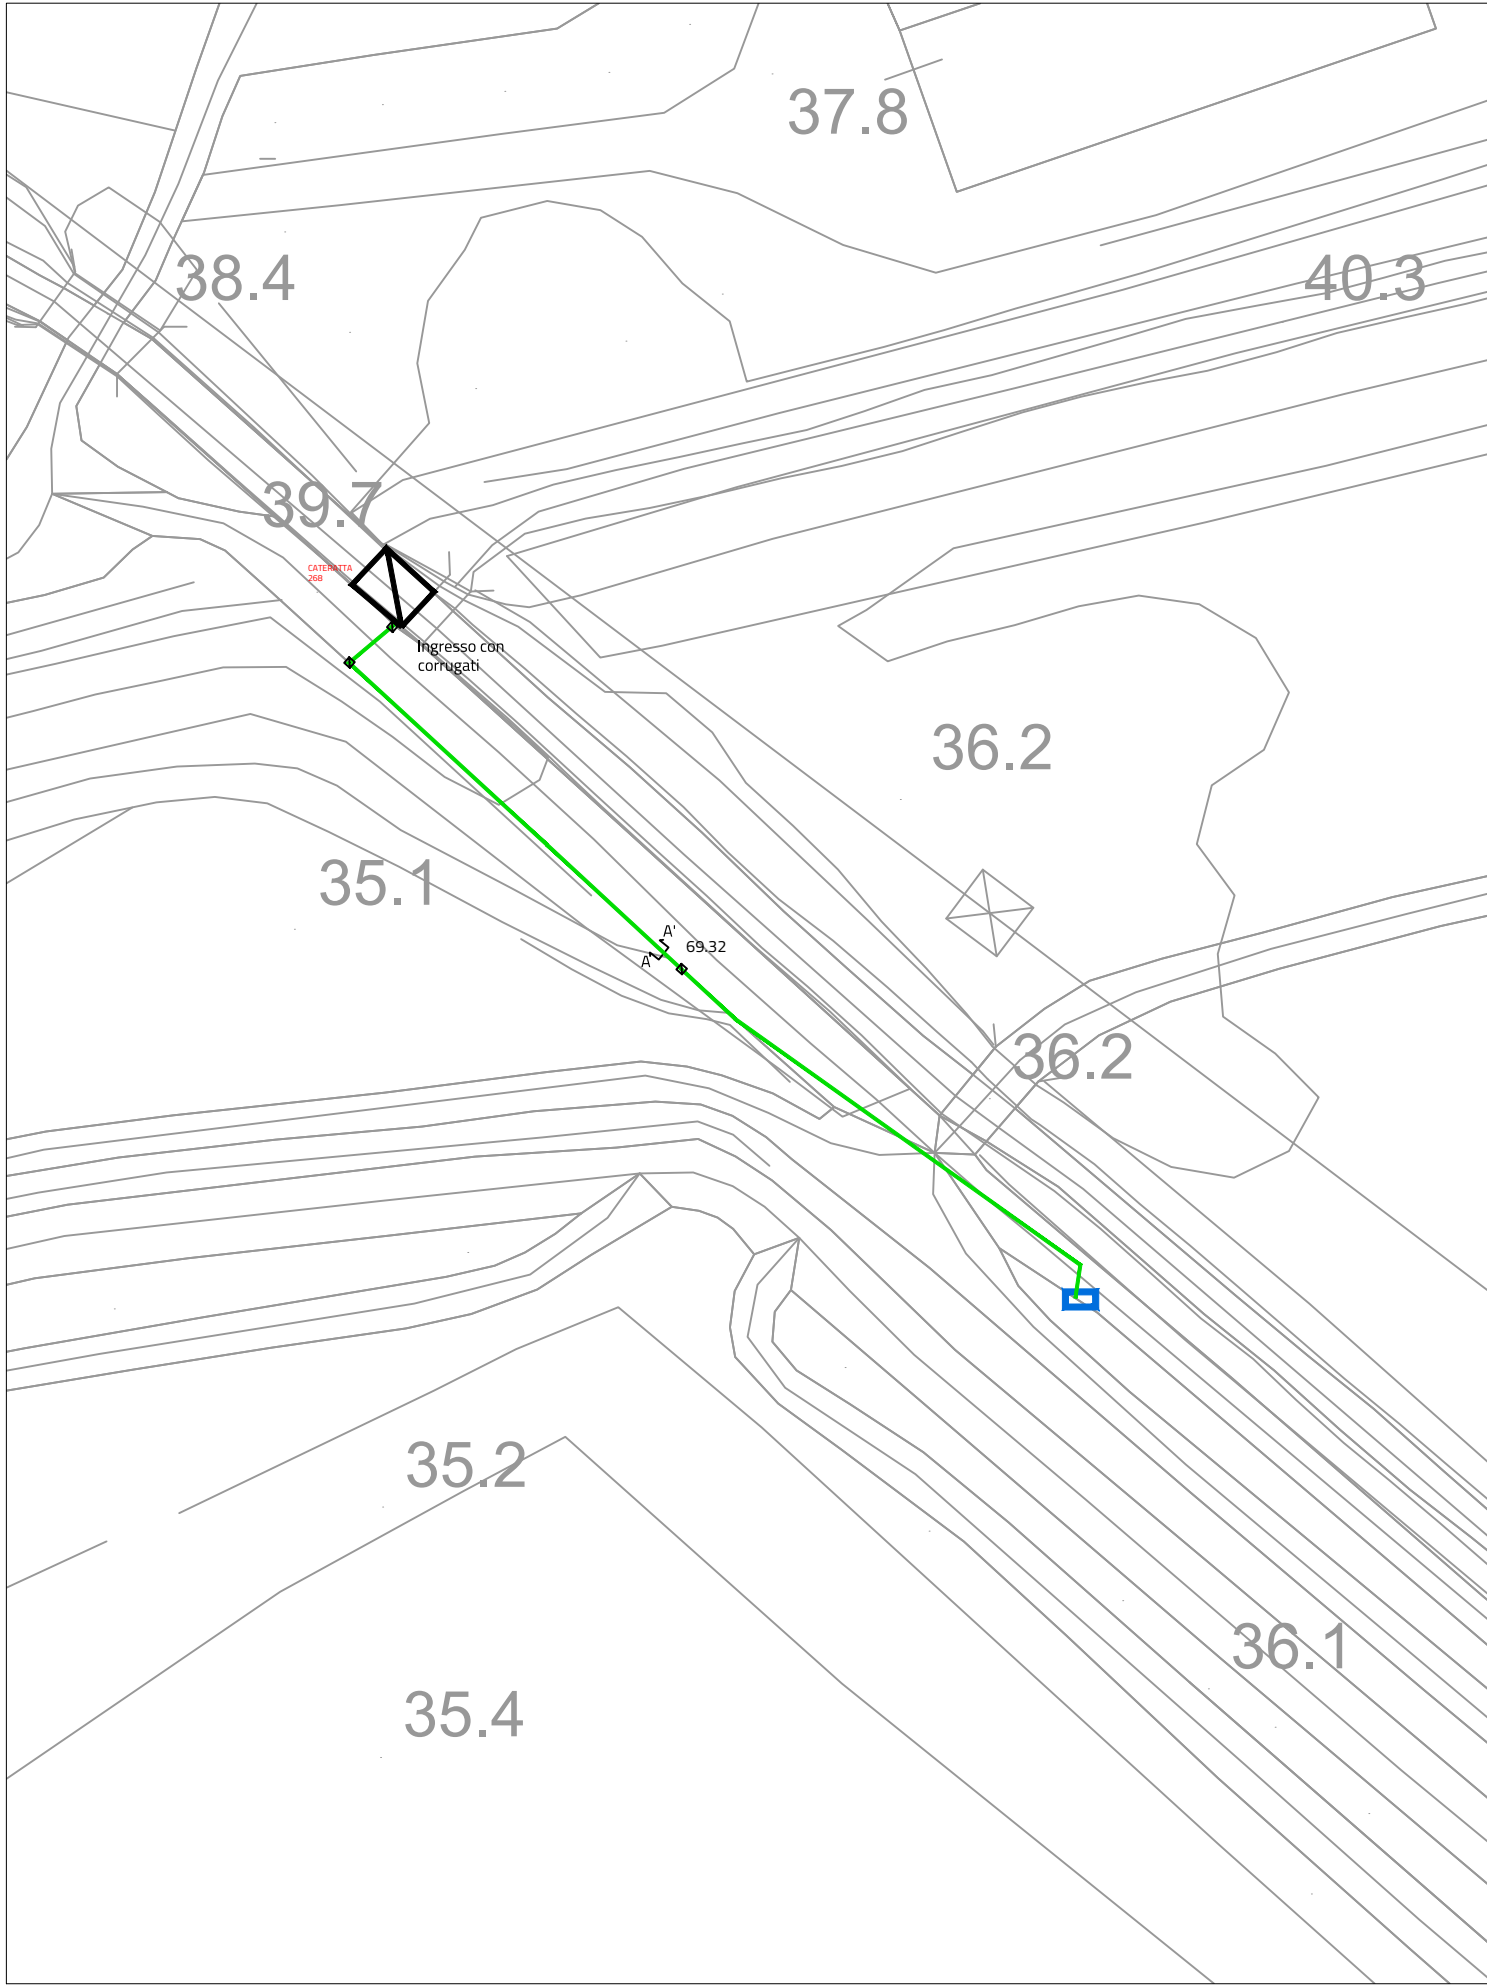 37.8
38.4
40.3
39.7
CATERATTA
26B
Ingresso con
corrugati
36.2
35.1
A'
69.32
A
36.2
35.2
36.1
35.4